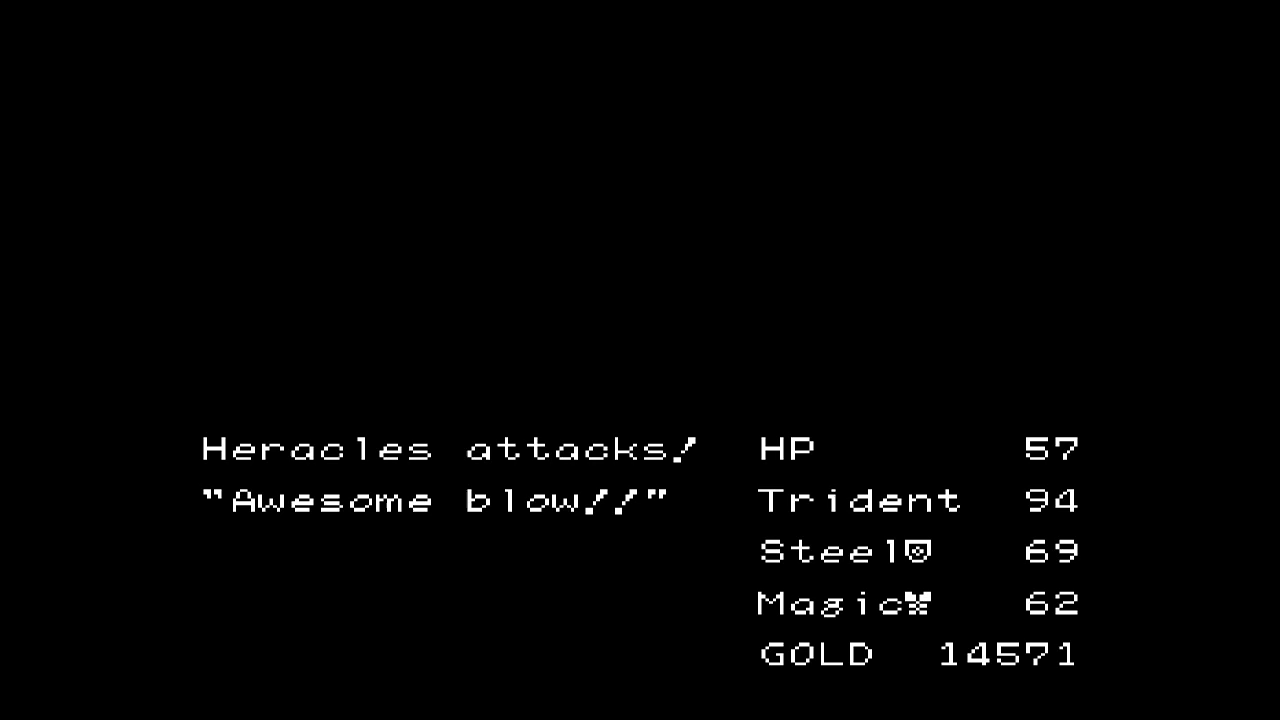 Heracles attacks!
"Awesome blow!!"
HP 57
Trident 94
Steel 69
Magic 62
GOLD 14571